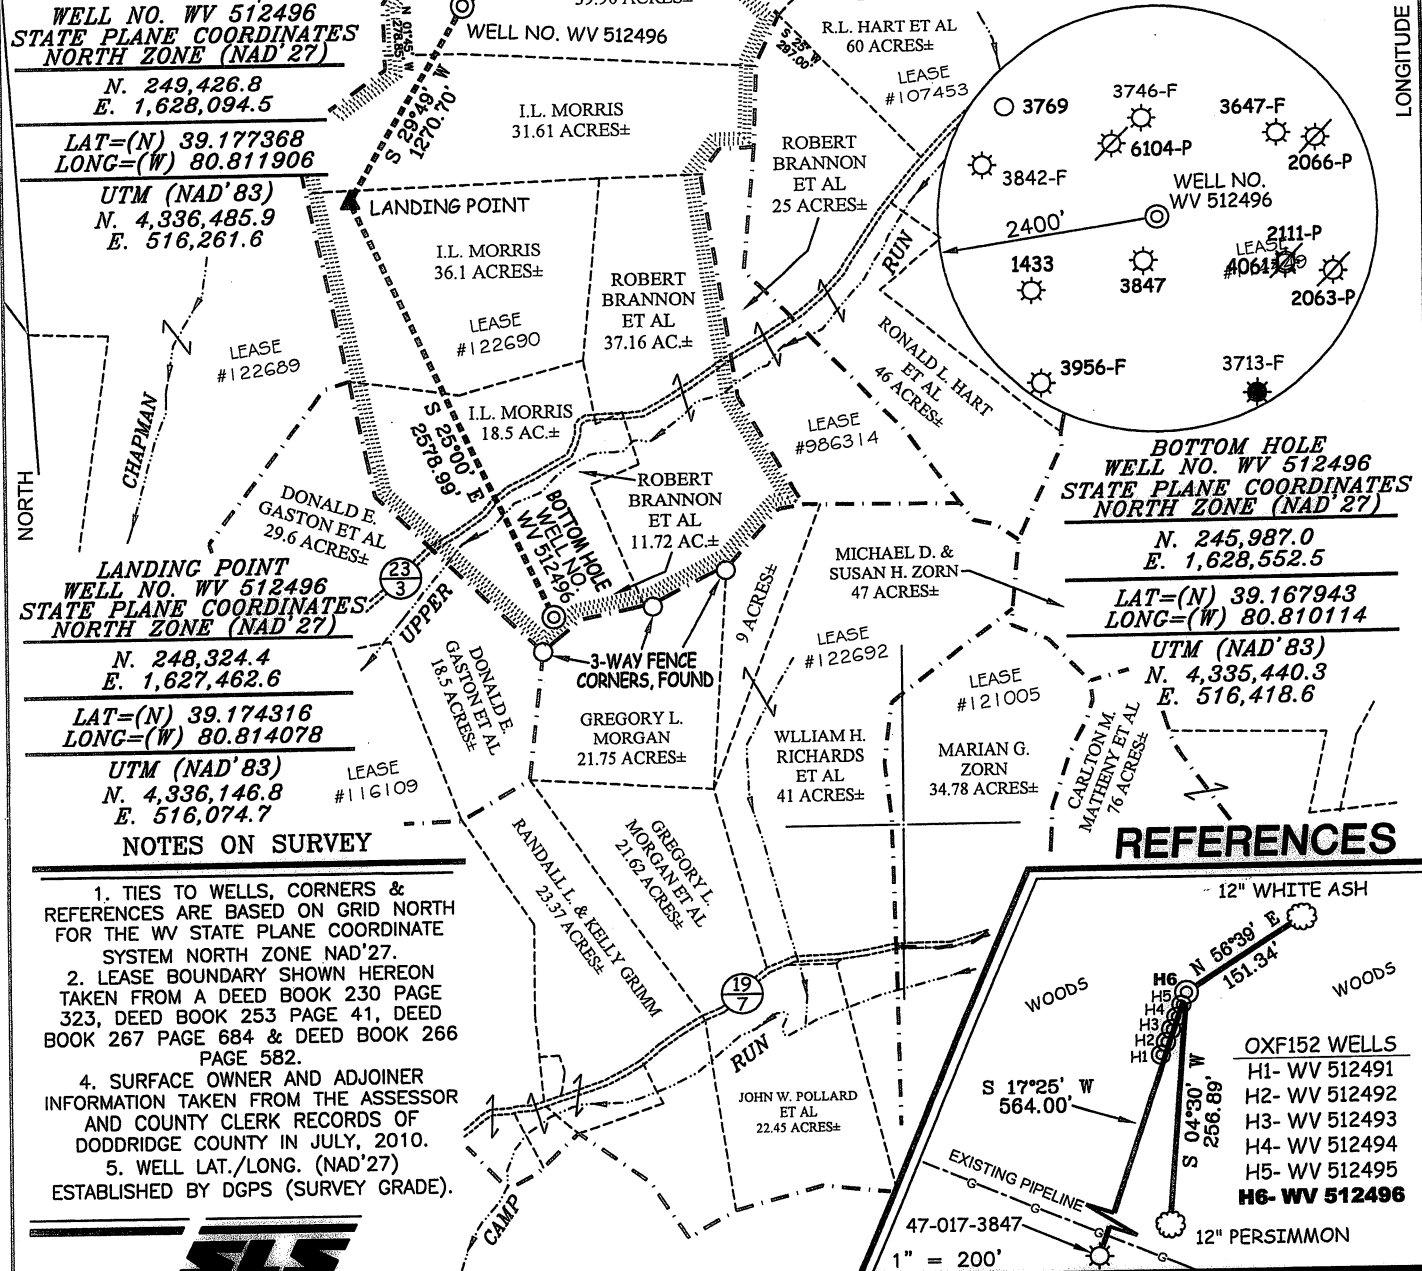 WELL NO. WV 512496
STATE PLANE COORDINATES
NORTH ZONE (NAD'27)
N. 249,426.8
E. 1,628,094.5
LAT=(N) 39.177368
LONG=(W) 80.811906
UTM (NAD'83)
N. 4,336,485.9
E. 516,261.6
WELL NO. WV 512496
S 29°49' W
1270.70'
LANDING POINT
I.L. MORRIS
31.61 ACRES±
R.L. HART ET AL
60 ACRES±
S 25° W
297.00'
LEASE
#107453
ROBERT
BRANNON
ET AL
25 ACRES±
I.L. MORRIS
36.1 ACRES±
ROBERT
BRANNON
ET AL
37.16 AC.±
LEASE
#122690
LEASE
#122689
CHAPMAN
RUN
RONALD L. HART
ET AL
46 ACRES±
I.L. MORRIS
18.5 AC.±
S 25°00' E
2578.99'
LEASE
#986314
LONGITUDE
3769
3746-F
3647-F
6104-P
2066-P
3842-F
WELL NO.
WV 512496
2400'
2111-P
LEASE
4061
1433
3847
2063-P
3956-F
3713-F
NORTH
DONALD E.
GASTON ET AL
29.6 ACRES±
23
3
UPPER
BOTTOM HOLE
WELL NO.
WV 512496
ROBERT
BRANNON
ET AL
11.72 AC.±
MICHAEL D. &
SUSAN H. ZORN
47 ACRES±
9 ACRES±
LEASE
#122692
BOTTOM HOLE
WELL NO. WV 512496
STATE PLANE COORDINATES
NORTH ZONE (NAD'27)
N. 245,987.0
E. 1,628,552.5
LAT=(N) 39.167943
LONG=(W) 80.810114
UTM (NAD'83)
N. 4,335,440.3
E. 516,418.6
LANDING POINT
WELL NO. WV 512496
STATE PLANE COORDINATES
NORTH ZONE (NAD'27)
N. 248,324.4
E. 1,627,462.6
LAT=(N) 39.174316
LONG=(W) 80.814078
UTM (NAD'83)
N. 4,336,146.8
E. 516,074.7
LEASE
#116109
DONALD E.
GASTON ET AL
18.5 ACRES±
3-WAY FENCE
CORNERS, FOUND
GREGORY L.
MORGAN
21.75 ACRES±
WLLIAM H.
RICHARDS
ET AL
41 ACRES±
LEASE
#121005
MARIAN G.
ZORN
34.78 ACRES±
CARLTON M.
MATHENY ET AL
76 ACRES±
RANDALL L. & KELLY GRIMM
23.37 ACRES±
GREGORY L.
MORGAN ET AL
21.62 ACRES±
19
7
RUN
JOHN W. POLLARD
ET AL
22.45 ACRES±
CAMP
NOTES ON SURVEY
1. TIES TO WELLS, CORNERS &
REFERENCES ARE BASED ON GRID NORTH
FOR THE WV STATE PLANE COORDINATE
SYSTEM NORTH ZONE NAD'27.
2. LEASE BOUNDARY SHOWN HEREON
TAKEN FROM A DEED BOOK 230 PAGE
323, DEED BOOK 253 PAGE 41, DEED
BOOK 267 PAGE 684 & DEED BOOK 266
PAGE 582.
4. SURFACE OWNER AND ADJOINER
INFORMATION TAKEN FROM THE ASSESSOR
AND COUNTY CLERK RECORDS OF
DODDRIDGE COUNTY IN JULY, 2010.
5. WELL LAT./LONG. (NAD'27)
ESTABLISHED BY DGPS (SURVEY GRADE).
SLS
REFERENCES
12" WHITE ASH
N 56°39' E
151.34'
WOODS
WOODS
H6
H5
H4
H3
H2
H1
S 17°25' W
564.00'
S 04°30' W
256.89'
OXF152 WELLS
H1- WV 512491
H2- WV 512492
H3- WV 512493
H4- WV 512494
H5- WV 512495
H6- WV 512496
EXISTING PIPELINE
G
G
G
G
47-017-3847
12" PERSIMMON
1" = 200'